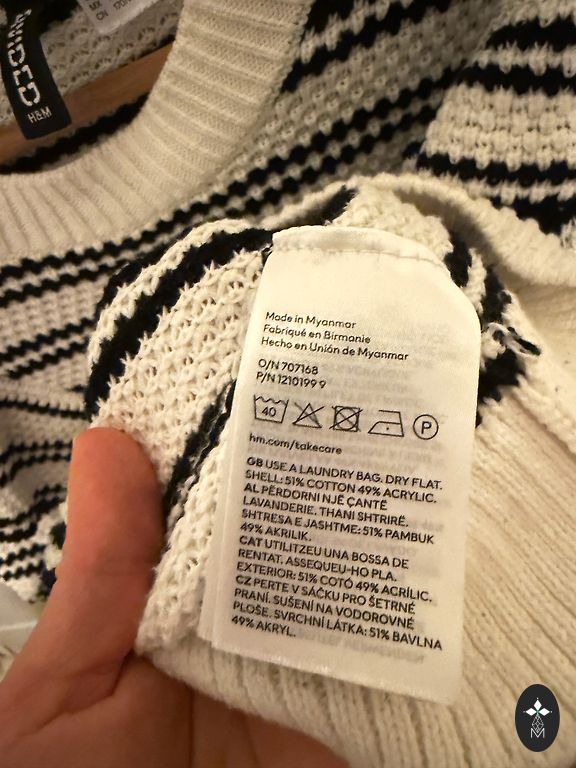 DIVIDED
H&M
CN
Made in Myanmar
Fabriqué en Birmanie
Hecho en Unión de Myanmar
O/N 707168
P/N 1210199 9
40
P
hm.com/takecare
GB USE A LAUNDRY BAG. DRY FLAT.
SHELL: 51% COTTON 49% ACRYLIC.
AL PËRDORNI NJË ÇANTË
LAVANDERIE. THANI SHTRIRË.
SHTRESA E JASHTME: 51% PAMBUK
49% AKRILIK.
CAT UTILITZEU UNA BOSSA DE
RENTAT. ASSEQUEU-HO PLA.
EXTERIOR: 51% COTÓ 49% ACRÍLIC.
CZ PERTE V SÁČKU PRO ŠETRNÉ
PRANÍ. SUŠENÍ NA VODOROVNÉ
PLOŠE. SVRCHNÍ LÁTKA: 51% BAVLNA
49% AKRYL.
M